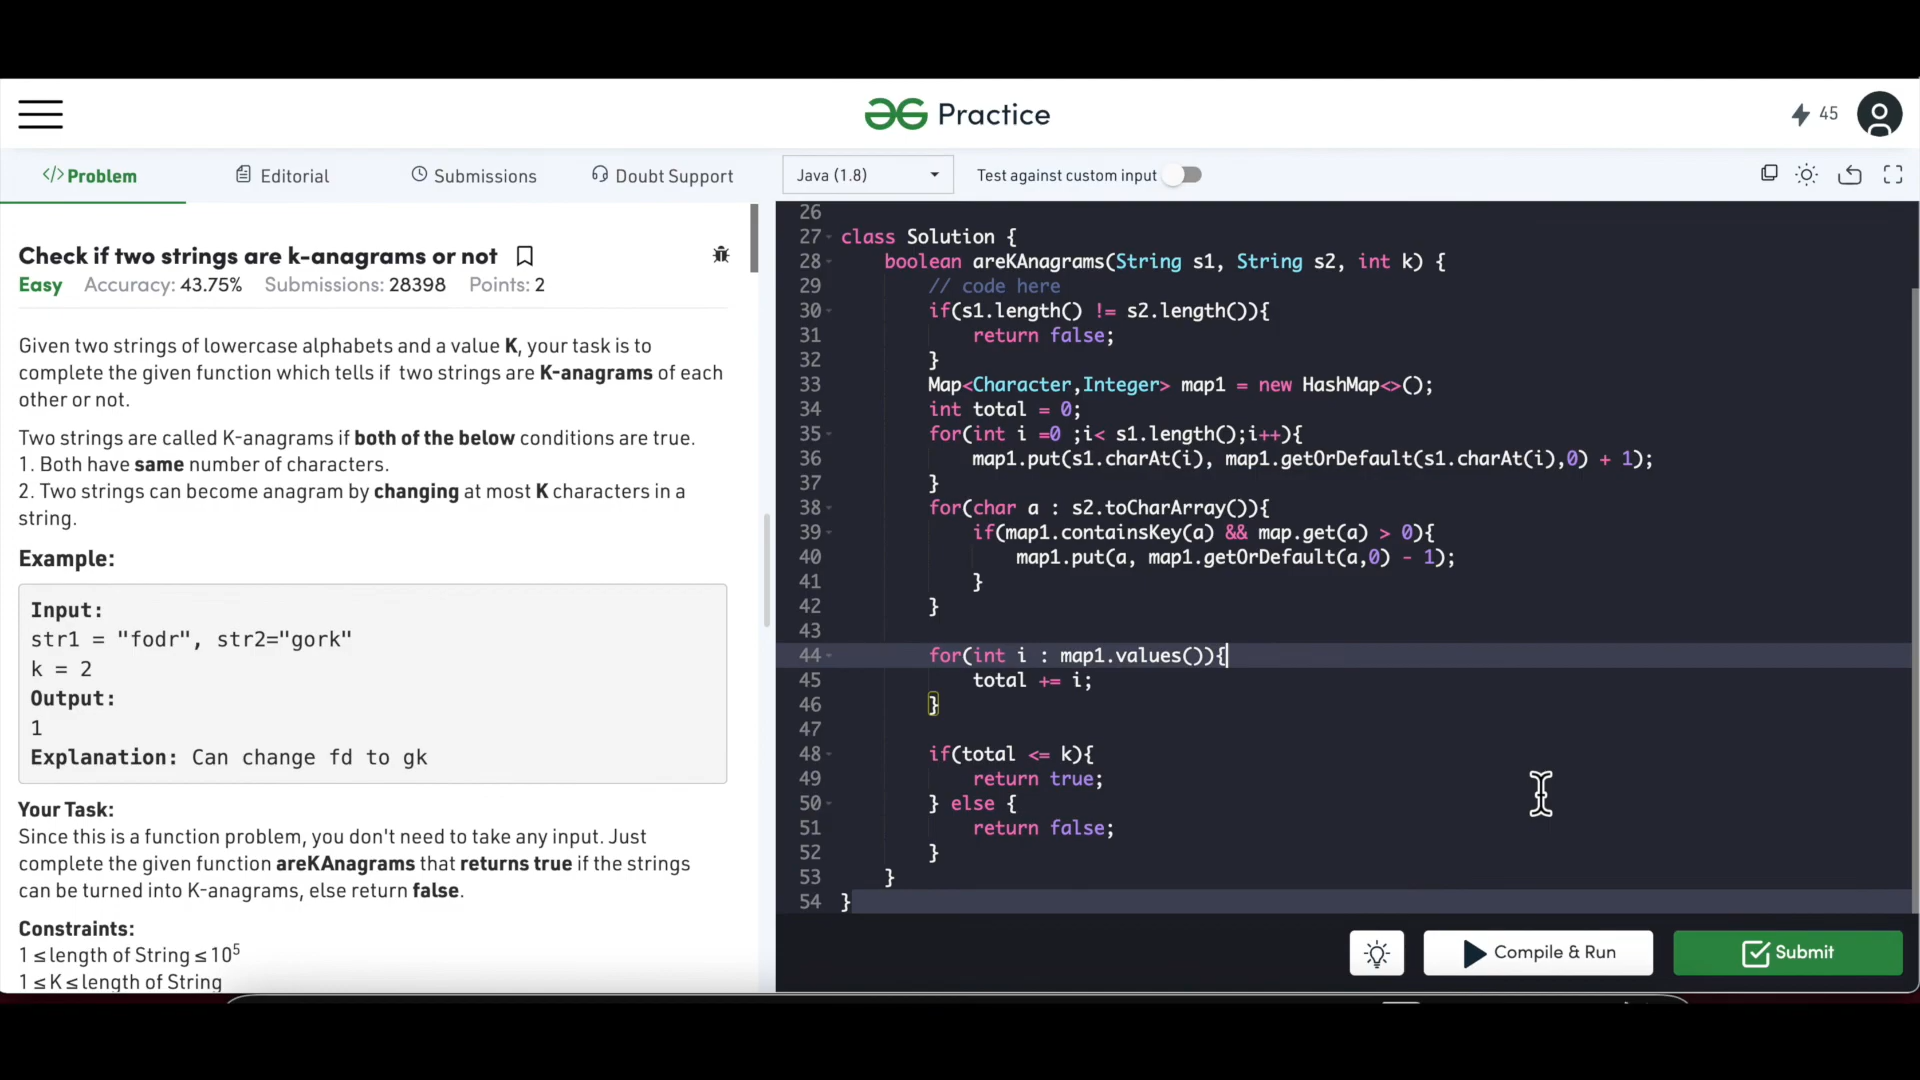 Practice
45
Problem
Editorial
Submissions
Doubt Support
Java (1.8)
Test against custom input
Check if two strings are k-anagrams or not
Easy Accuracy: 43.75% Submissions: 28398 Points: 2
Given two strings of lowercase alphabets and a value K, your task is to
complete the given function which tells if two strings are K-anagrams of each
other or not.
Two strings are called K-anagrams if both of the below conditions are true.
1. Both have same number of characters.
2. Two strings can become anagram by changing at most K characters in a
string.
Example:
Input:
str1 = "fodr", str2="gork"
k = 2
Output:
1
Explanation: Can change fd to gk
Your Task:
Since this is a function problem, you don't need to take any input. Just
complete the given function areKAnagrams that returns true if the strings
can be turned into K-anagrams, else return false.
Constraints:
1 ≤ length of String ≤ 10⁵
1 ≤ K ≤ length of String
26
27 class Solution {
28 boolean areKAnagrams(String s1, String s2, int k) {
29 // code here
30 if(s1.length() != s2.length()){
31 return false;
32 }
33 Map<Character,Integer> map1 = new HashMap<>();
34 int total = 0;
35 for(int i =0 ;i< s1.length();i++){
36 map1.put(s1.charAt(i), map1.getOrDefault(s1.charAt(i),0) + 1);
37 }
38 for(char a : s2.toCharArray()){
39 if(map1.containsKey(a) && map.get(a) > 0){
40 map1.put(a, map1.getOrDefault(a,0) - 1);
41 }
42 }
43
44 for(int i : map1.values()){
45 total += i;
46 }
47
48 if(total <= k){
49 return true;
50 } else {
51 return false;
52 }
53 }
54 }
Compile & Run
Submit